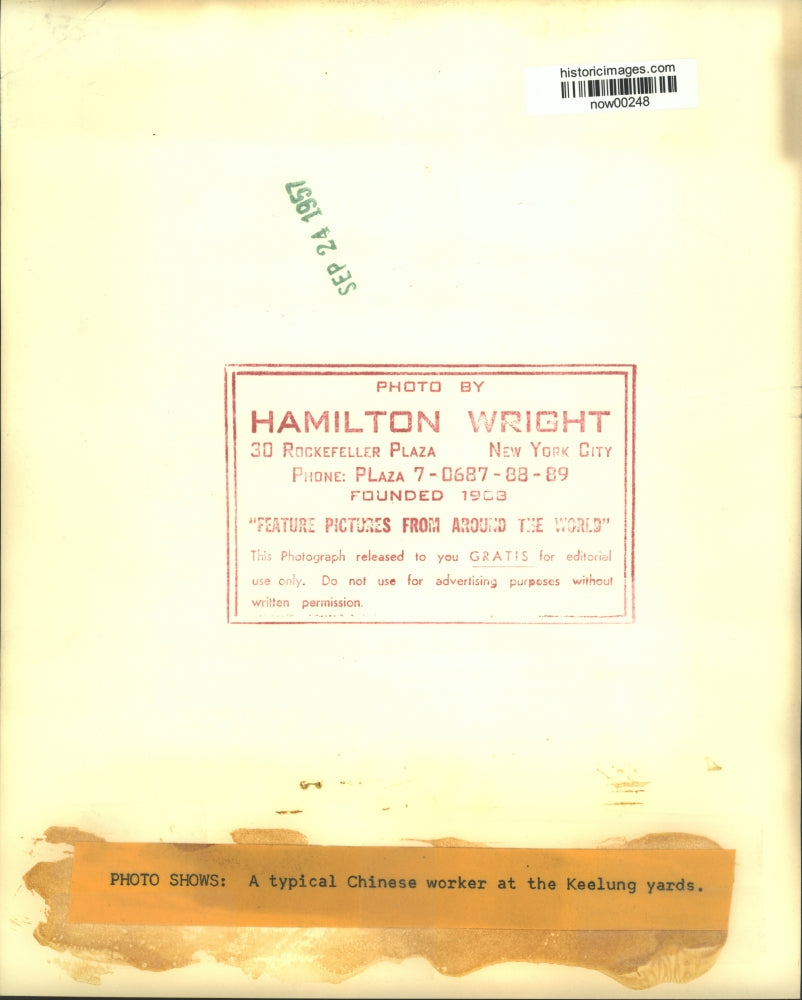 historicimages.com
now00248
SEP 24 1957
PHOTO BY
HAMILTON WRIGHT
30 ROCKEFELLER PLAZA NEW YORK CITY
PHONE: PLAZA 7-0687-88-89
FOUNDED 1908
"FEATURE PICTURES FROM AROUND THE WORLD"
This Photograph released to you GRATIS for editorial
use only. Do not use for advertising purposes without
written permission.
PHOTO SHOWS: A typical Chinese worker at the Keelung yards.